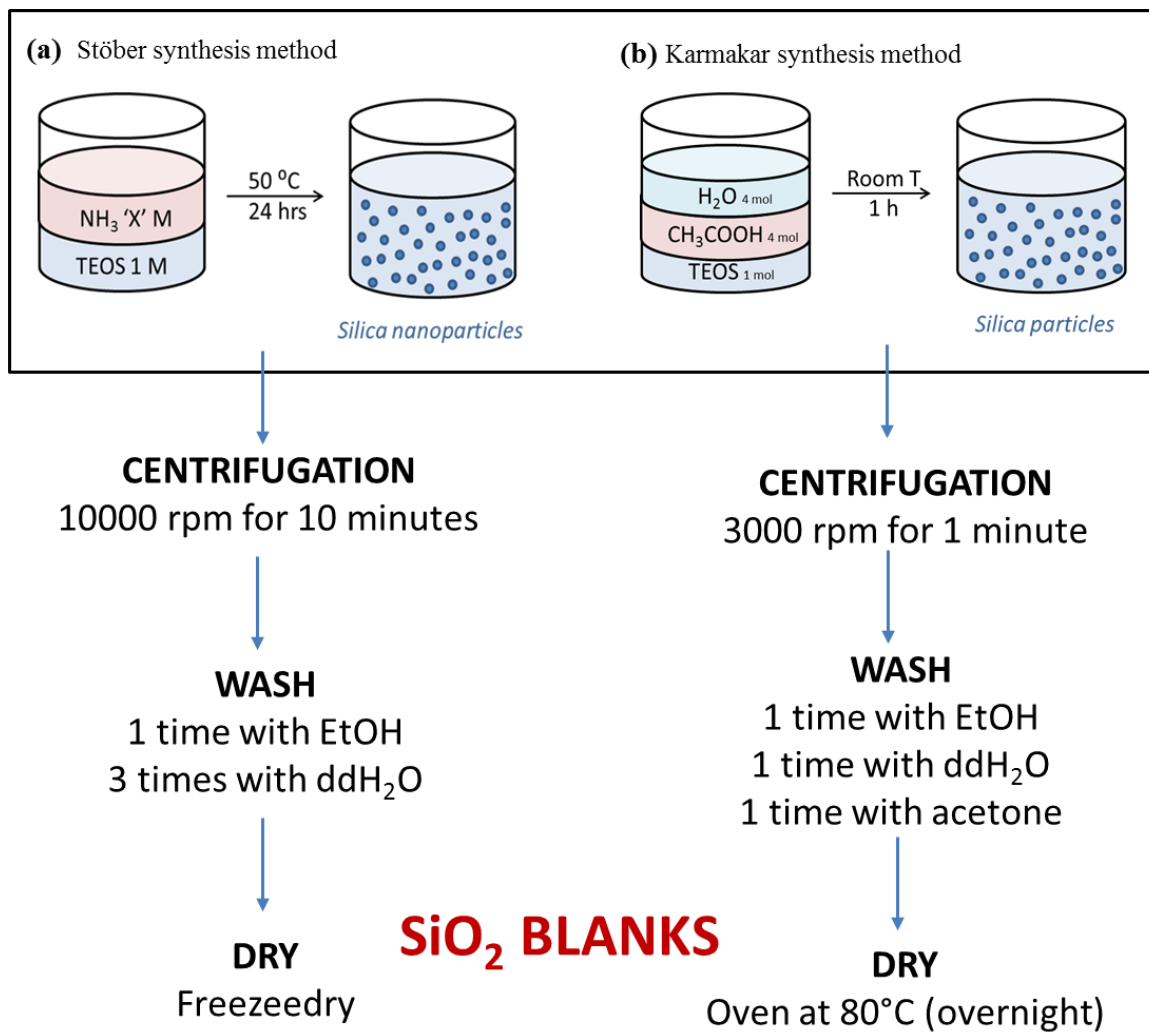 (a) Stöber synthesis method
NH₃ ‘X’ M
TEOS 1 M
50 ⁰C
24 hrs
Silica nanoparticles
(b) Karmakar synthesis method
H₂O 4 mol
CH₃COOH 4 mol
TEOS 1 mol
Room T
1 h
Silica particles
CENTRIFUGATION
10000 rpm for 10 minutes
WASH
1 time with EtOH
3 times with ddH₂O
DRY
Freezeedry
CENTRIFUGATION
3000 rpm for 1 minute
WASH
1 time with EtOH
1 time with ddH₂O
1 time with acetone
DRY
Oven at 80°C (overnight)
SiO₂ BLANKS